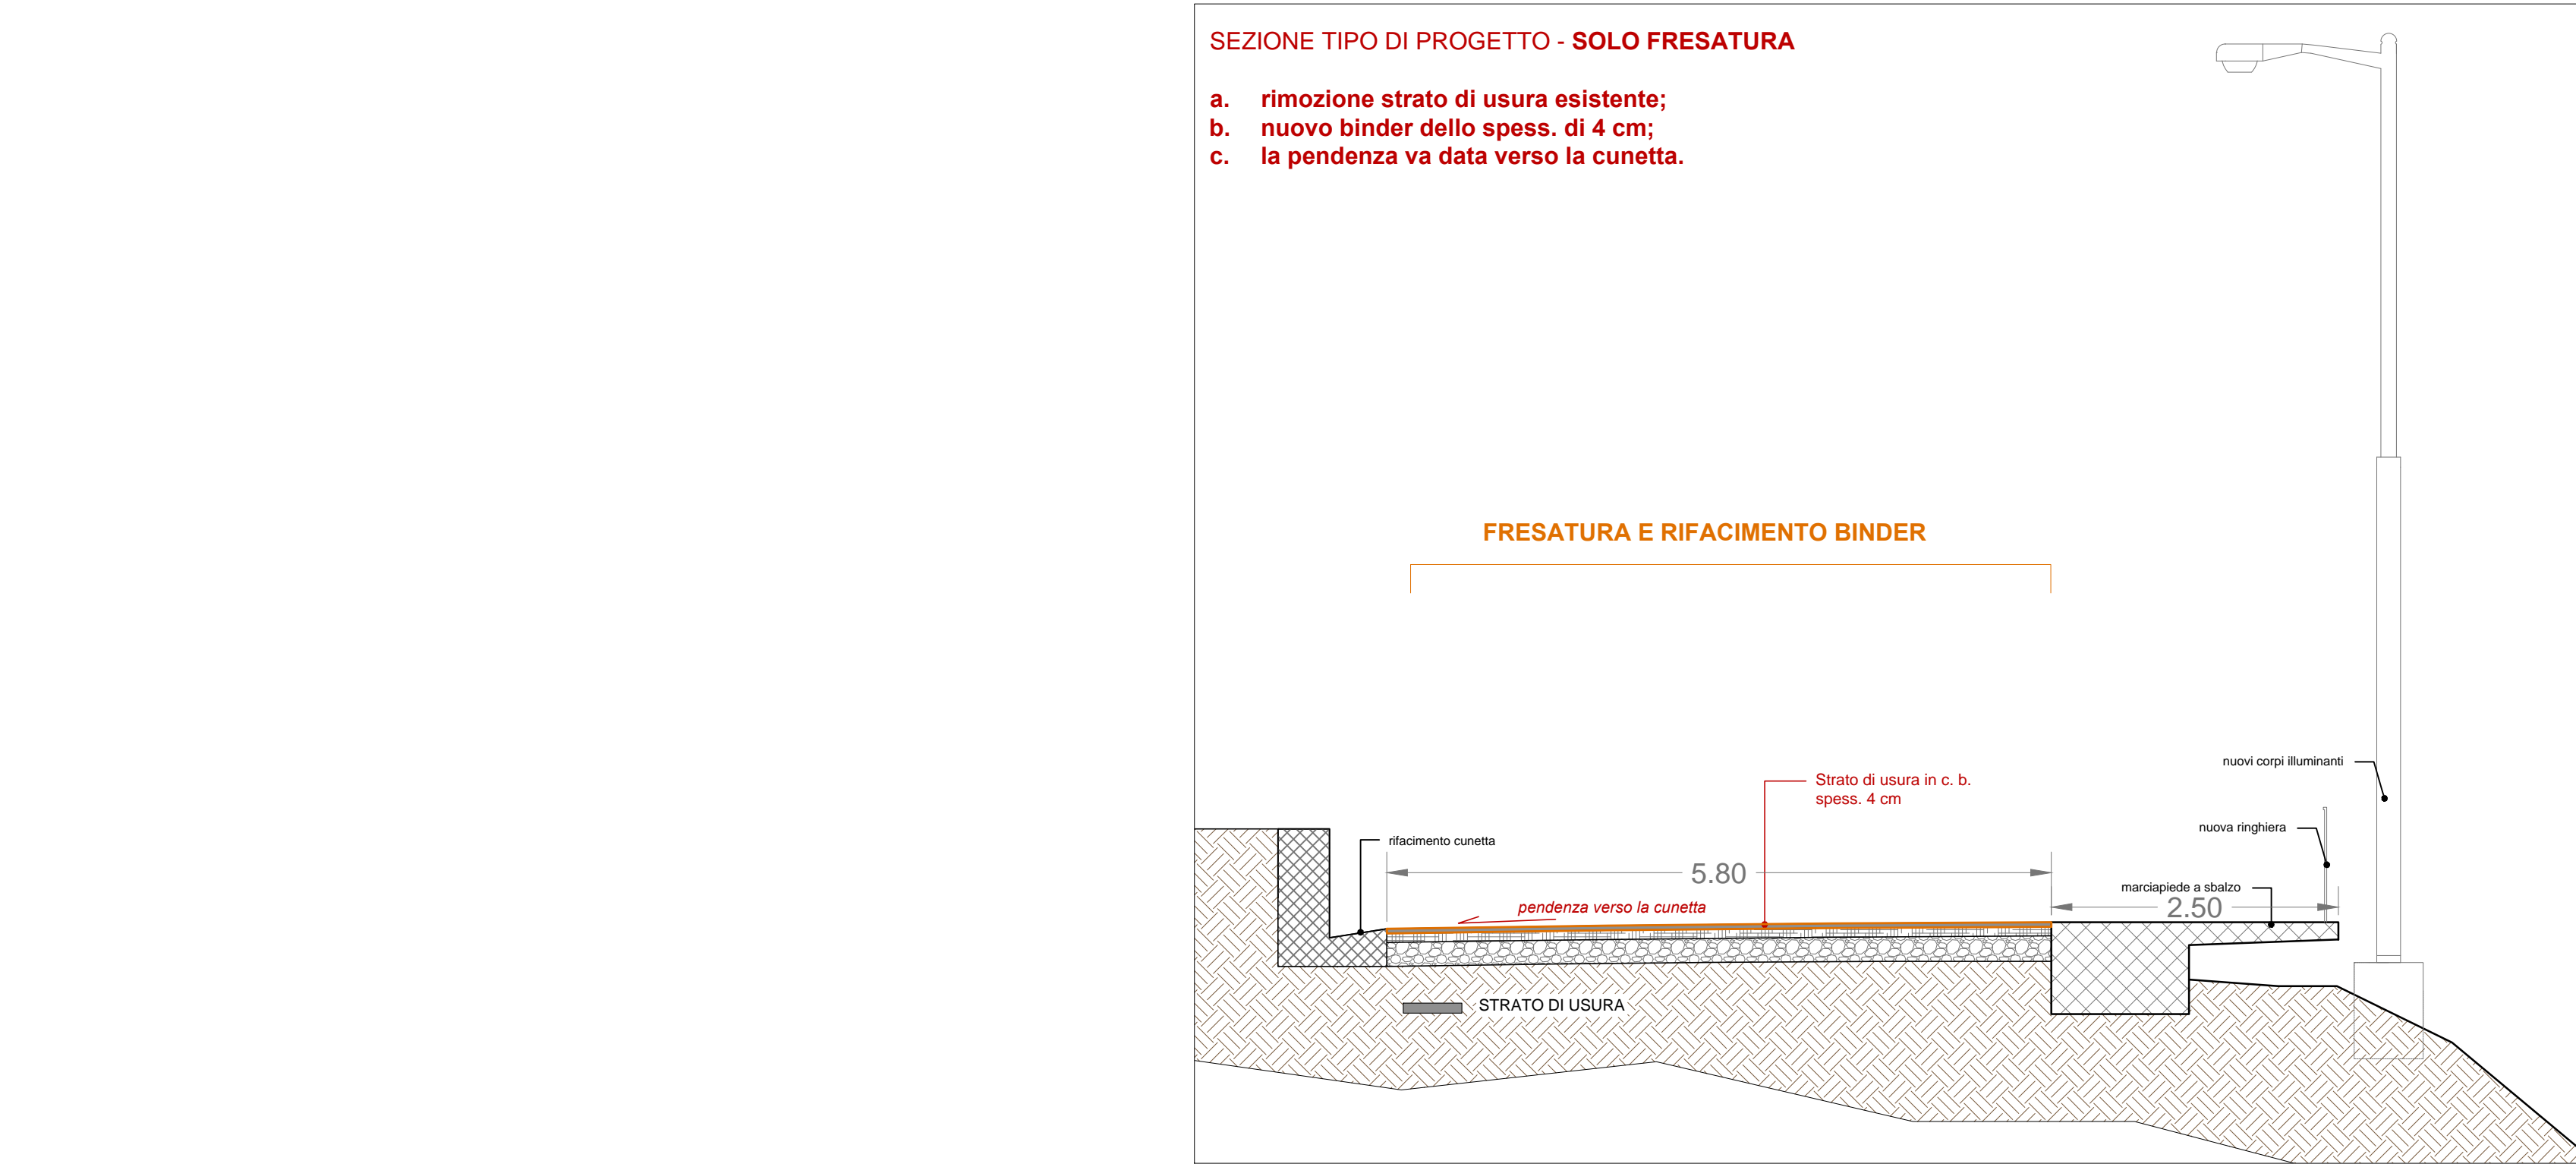 SEZIONE TIPO DI PROGETTO - SOLO FRESATURA
a. rimozione strato di usura esistente;
b. nuovo binder dello spess. di 4 cm;
c. la pendenza va data verso la cunetta.
FRESATURA E RIFACIMENTO BINDER
nuovi corpi illuminanti
Strato di usura in c. b.
spess. 4 cm
nuova ringhiera
rifacimento cunetta
5.80
marciapiede a sbalzo
2.50
pendenza verso la cunetta
STRATO DI USURA